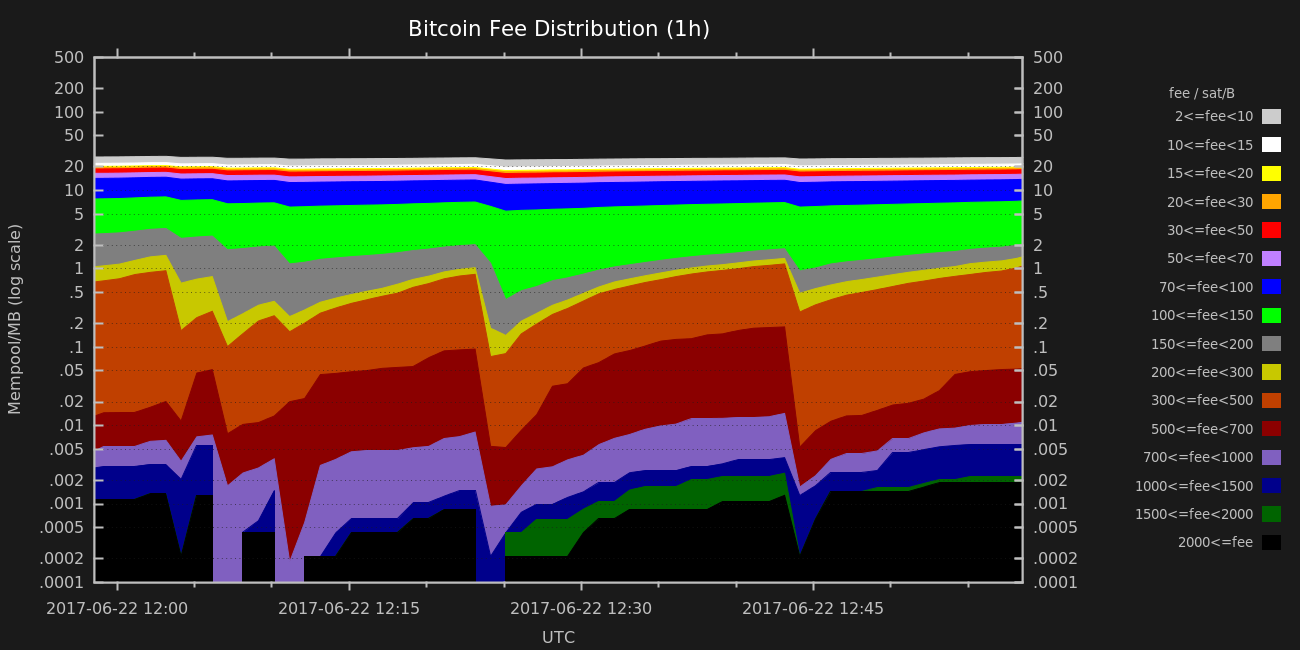 Bitcoin Fee Distribution (1h)
500
200
100
50
20
10
5
2
1
.5
.2
.1
.05
.02
.01
.005
.002
.001
.0005
.0002
.0001
Mempool/MB (log scale)
500
200
100
50
20
10
5
2
1
.5
.2
.1
.05
.02
.01
.005
.002
.001
.0005
.0002
.0001
2017-06-22 12:00
2017-06-22 12:15
2017-06-22 12:30
2017-06-22 12:45
UTC
fee / sat/B
2<=fee<10
10<=fee<15
15<=fee<20
20<=fee<30
30<=fee<50
50<=fee<70
70<=fee<100
100<=fee<150
150<=fee<200
200<=fee<300
300<=fee<500
500<=fee<700
700<=fee<1000
1000<=fee<1500
1500<=fee<2000
2000<=fee